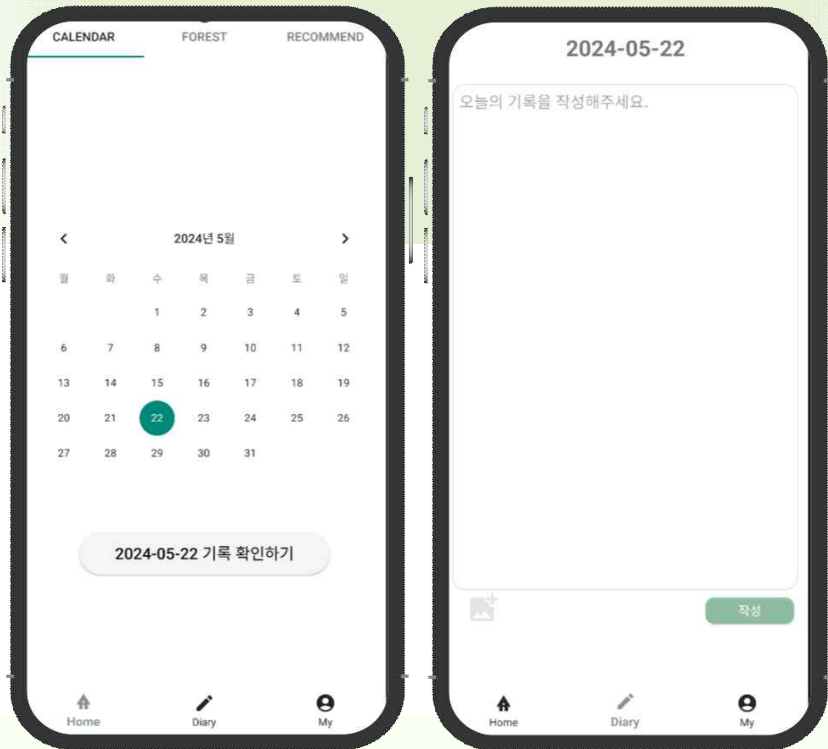 CALENDAR FOREST RECOMMEND
2024년 5월
월 화 수 목 금 토 일
1 2 3 4 5
6 7 8 9 10 11 12
13 14 15 16 17 18 19
20 21 22 23 24 25 26
27 28 29 30 31
2024-05-22 기록 확인하기
Home Diary My
2024-05-22
오늘의 기록을 작성해주세요.
작성
Home Diary My